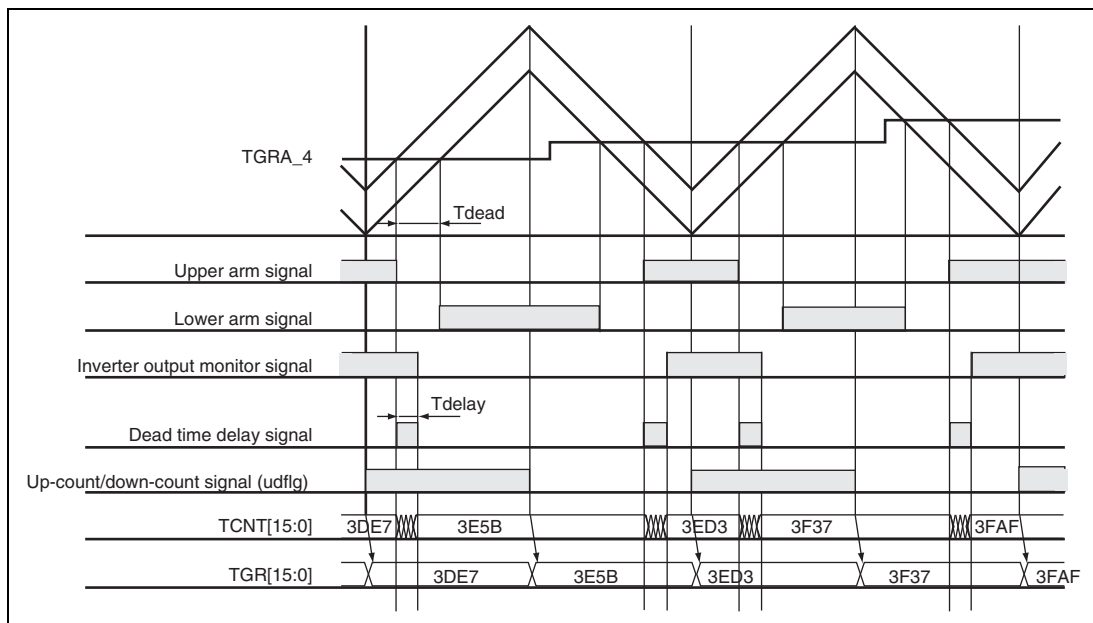 TGRA_4
Tdead
Upper arm signal
Lower arm signal
Inverter output monitor signal
Tdelay
Dead time delay signal
Up-count/down-count signal (udflg)
TCNT[15:0] 3DE7 3E5B 3ED3 3F37 3FAF
TGR[15:0] 3DE7 3E5B 3ED3 3F37 3FAF